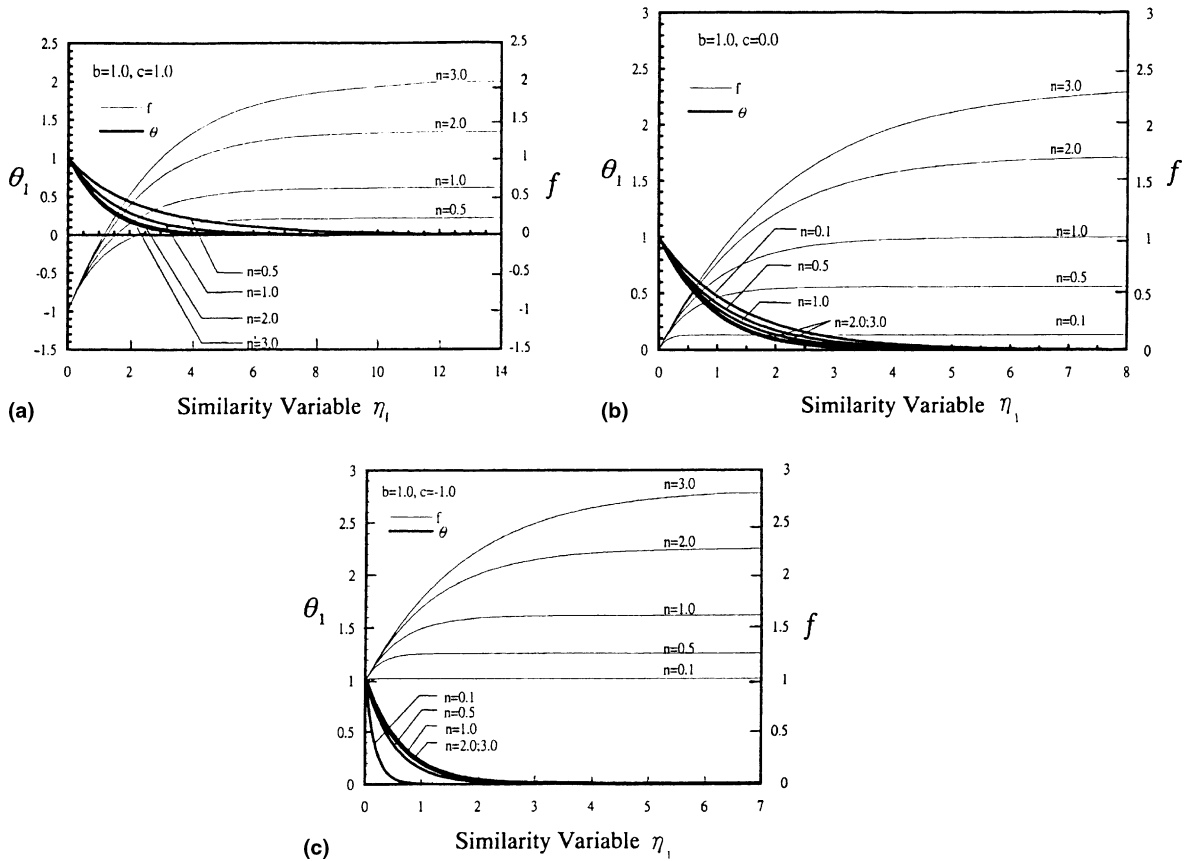 2.5
2
1.5
1
0.5
0
-0.5
-1
-1.5
θ₁
b=1.0, c=1.0
f
θ
n=3.0
n=2.0
n=1.0
n=0.5
n=0.5
n=1.0
n=2.0
n=3.0
2.5
2
1.5
1
0.5
0
-0.5
-1
-1.5
f
0 2 4 6 8 10 12 14
(a) Similarity Variable η₁
3
2.5
2
1.5
1
0.5
0
θ₁
b=1.0, c=0.0
f
θ
n=3.0
n=2.0
n=0.1
n=1.0
n=0.5
n=0.5
n=1.0
n=2.0;3.0
n=0.1
3
2.5
2
1.5
1
0.5
0
f
0 1 2 3 4 5 6 7 8
(b) Similarity Variable η₁
3
2.5
2
1.5
1
0.5
0
θ₁
b=1.0, c=-1.0
f
θ
n=3.0
n=2.0
n=1.0
n=0.5
n=0.1
n=0.1
n=0.5
n=1.0
n=2.0;3.0
3
2.5
2
1.5
1
0.5
0
f
0 1 2 3 4 5 6 7
(c) Similarity Variable η₁